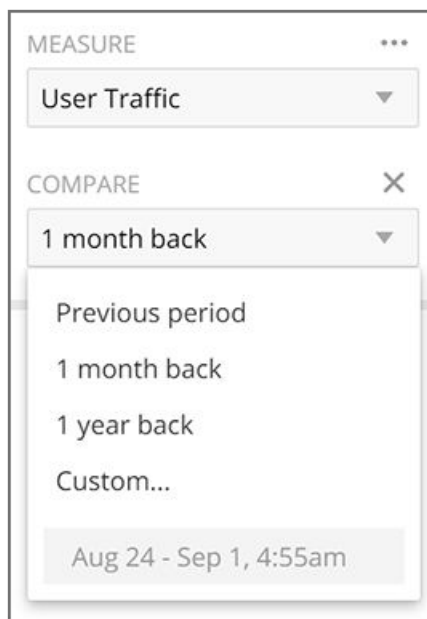 MEASURE
User Traffic
COMPARE
1 month back
Previous period
1 month back
1 year back
Custom...
Aug 24 - Sep 1, 4:55am